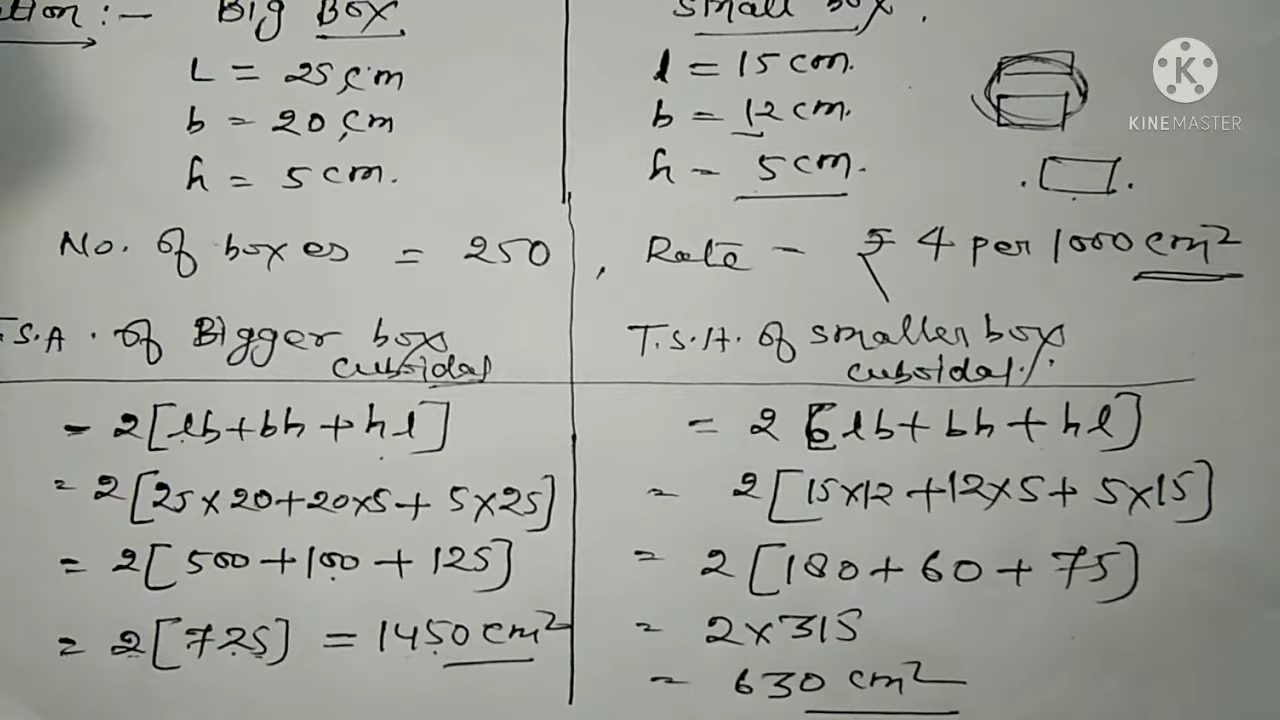 tion :- Big Box
L = 25 cm
b = 20 cm
h = 5 cm.
small box.
l = 15 cm.
b = 12 cm.
h - 5 cm.
K
KINEMASTER
No. of boxes = 250, Rate - ₹ 4 per 1000 cm²
T.S.A. of Bigger box
cuboidal
= 2[lb+bh+hl]
= 2[25×20+20×5+5×25]
= 2[500+100+125]
= 2[725] = 1450 cm²
T.S.A. of smaller box
cuboidal
= 2[lb+bh+hl]
= 2[15×12+12×5+5×15]
= 2[180+60+75]
= 2×315
= 630 cm²